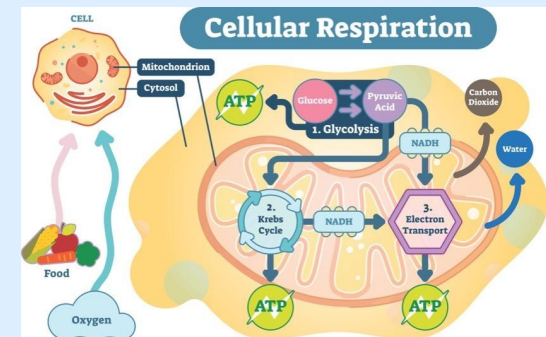 CELL
Cellular Respiration
Mitochondrion
Cytosol
ATP
Glucose
Pyruvic
Acid
1. Glycolysis
Carbon
Dioxide
NADH
Water
2.
Krebs
Cycle
NADH
3.
Electron
Transport
Food
ATP
ATP
Oxygen